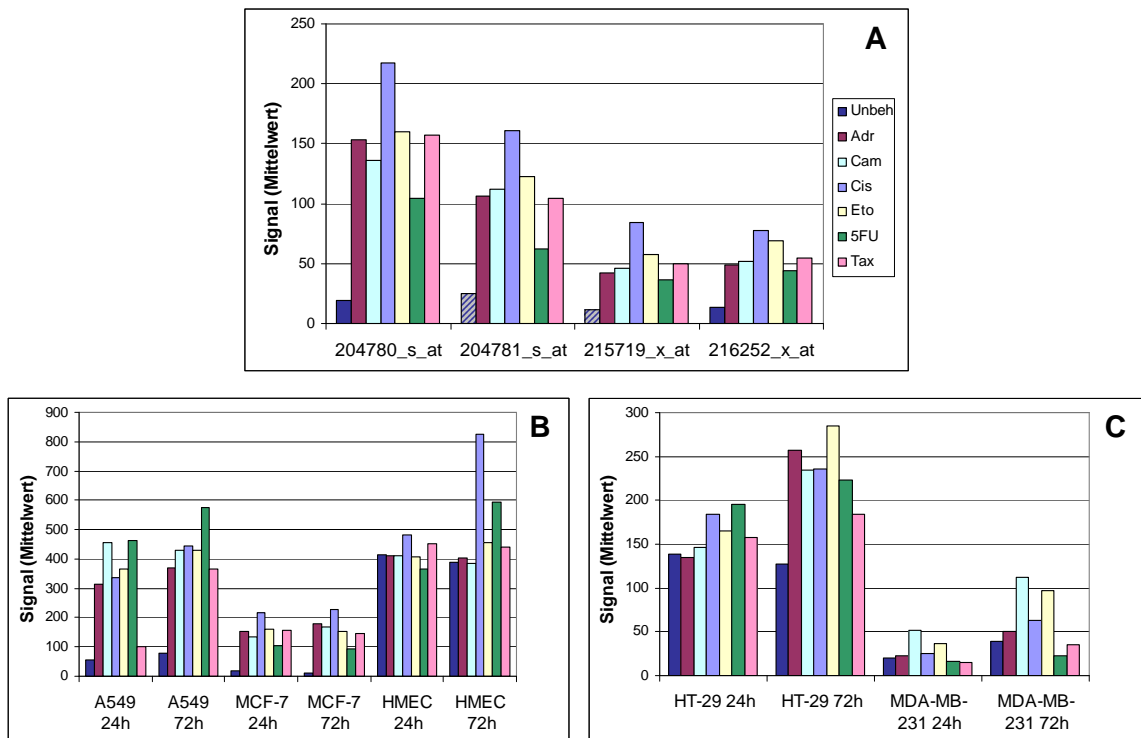 A
Signal (Mittelwert)
250
200
150
100
50
0
204780_s_at 204781_s_at 215719_x_at 216252_x_at
Unbeh
Adr
Cam
Cis
Eto
5FU
Tax
B
Signal (Mittelwert)
900
800
700
600
500
400
300
200
100
0
A549 A549 MCF-7 MCF-7 HMEC HMEC
24h 72h 24h 72h 24h 72h
C
Signal (Mittelwert)
300
250
200
150
100
50
0
HT-29 24h HT-29 72h MDA-MB- MDA-MB-
231 24h 231 72h